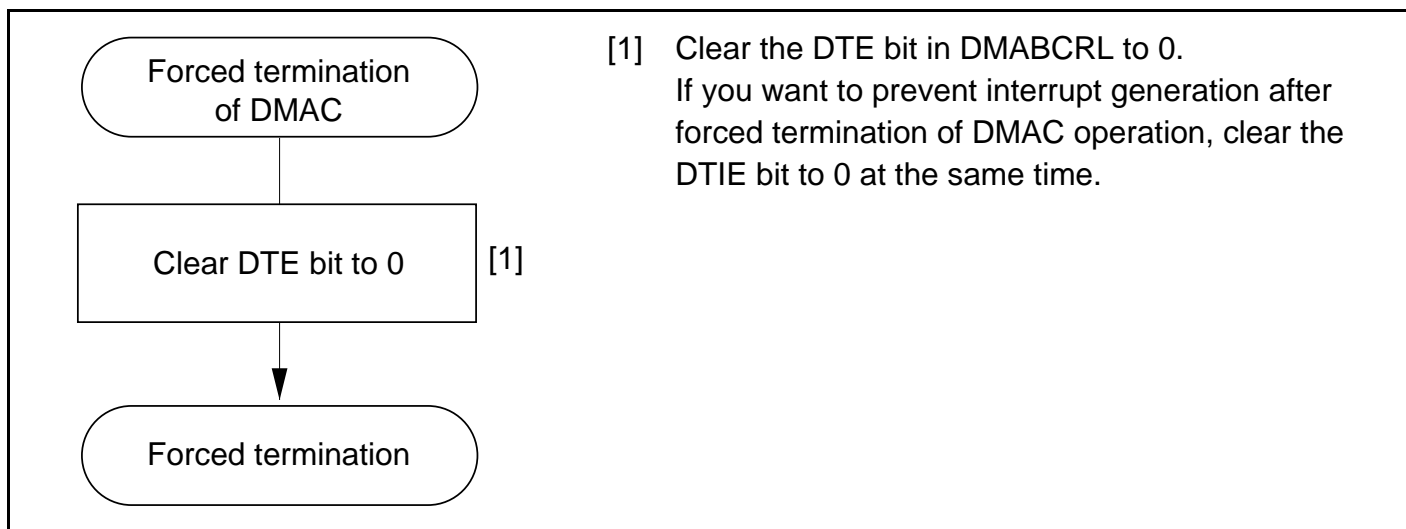 Forced termination
of DMAC
Clear DTE bit to 0
[1]
Forced termination
[1] Clear the DTE bit in DMABCRL to 0.
If you want to prevent interrupt generation after
forced termination of DMAC operation, clear the
DTIE bit to 0 at the same time.